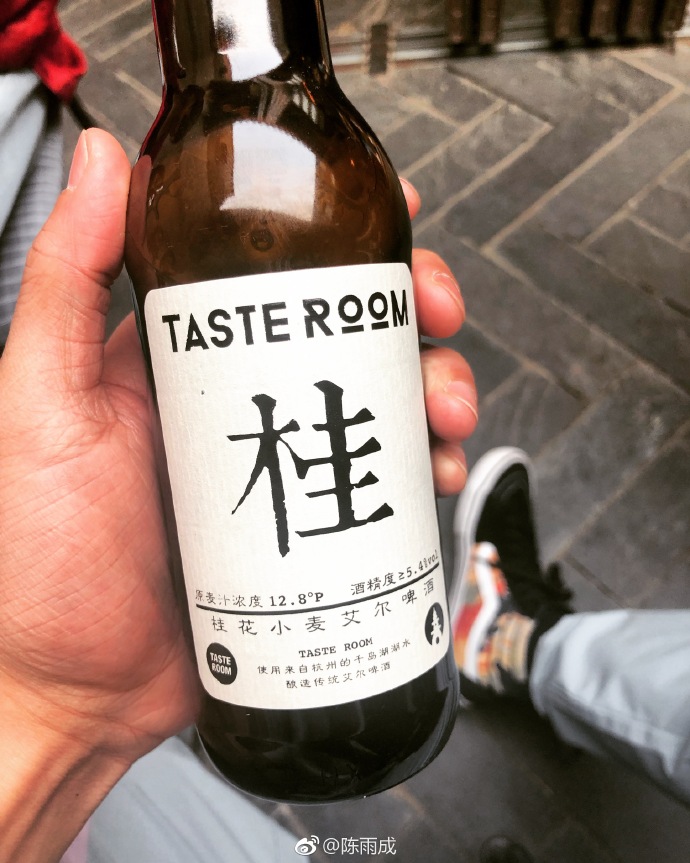 TASTE ROOM
桂
原麦汁浓度 12.8°P 酒精度≥5.4%vol
桂花小麦艾尔啤酒
TASTE ROOM
TASTE ROOM
使用来自杭州的千岛湖湖水
酿造传统艾尔啤酒
@陈雨成